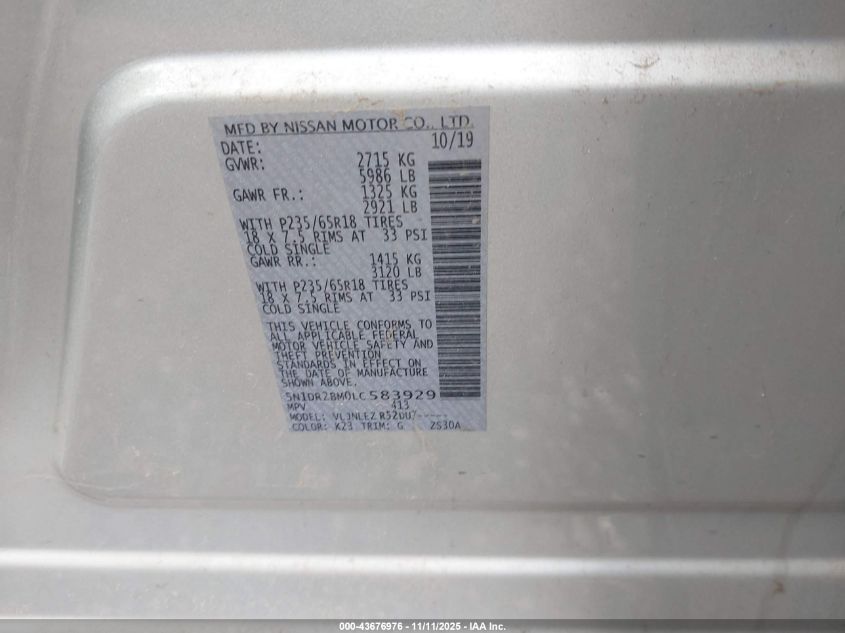 MFD BY NISSAN MOTOR CO., LTD.
DATE: 10/19
GVWR: 2715 KG
5986 LB
GAWR FR.: 1325 KG
2921 LB
WITH P235/65R18 TIRES
18 X 7.5 RIMS AT 33 PSI
COLD SINGLE
GAWR RR.: 1415 KG
3120 LB
WITH P235/65R18 TIRES
18 X 7.5 RIMS AT 33 PSI
COLD SINGLE
THIS VEHICLE CONFORMS TO
ALL APPLICABLE FEDERAL
MOTOR VEHICLE SAFETY AND
THEFT PREVENTION
STANDARDS IN EFFECT ON
THE DATE OF MANUFACTURE
SHOWN ABOVE.
5N1DR2BM0LC583929
MPV 413
MODEL:
COLOR: K23 TRIM: G ZS30A
000-43676976 - 11/11/2025 - IAA Inc.